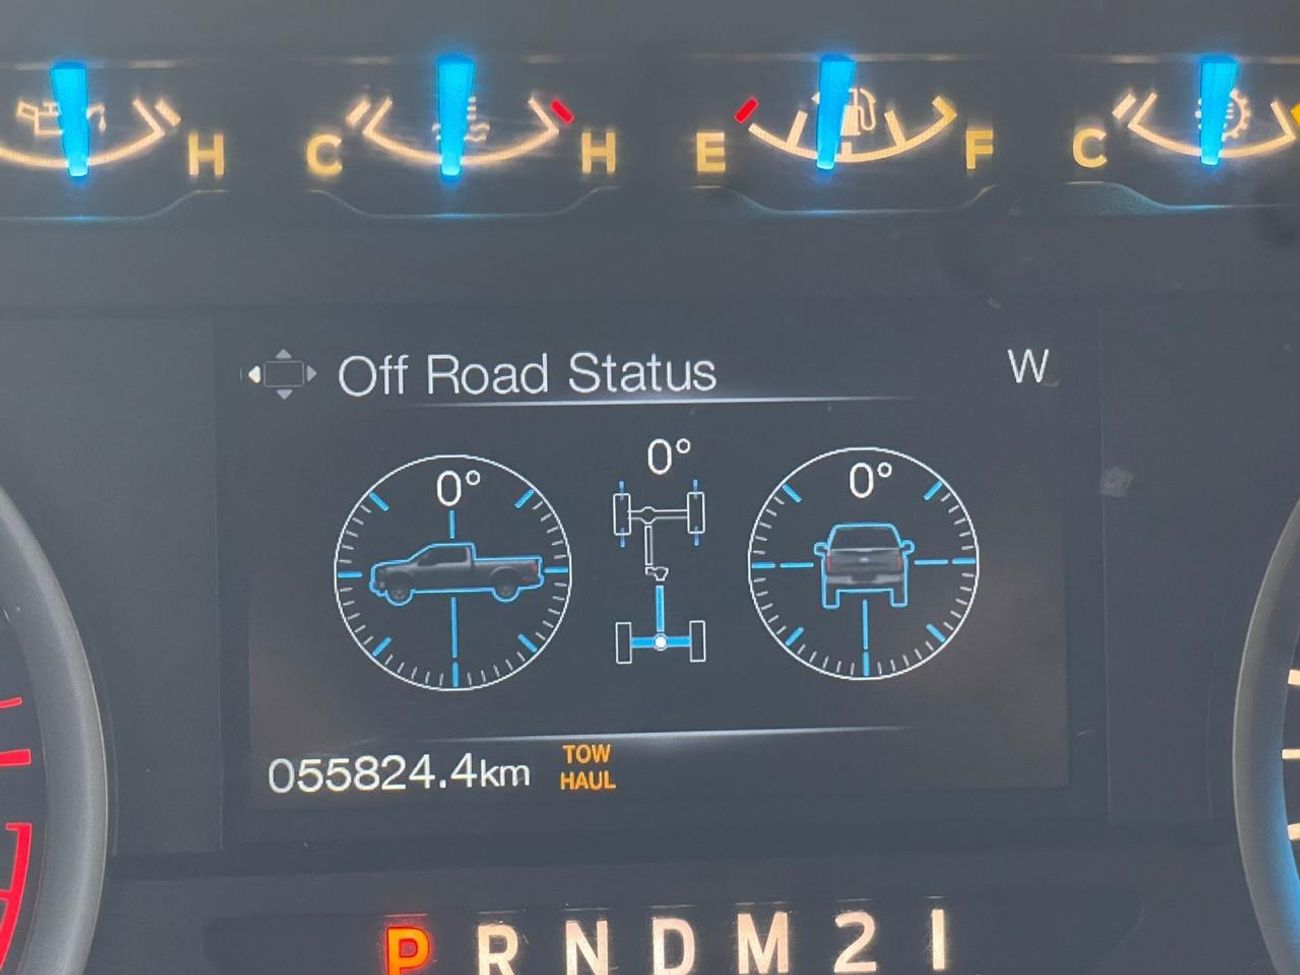 H C H E F C
Off Road Status W
0° 0° 0°
055824.4km TOW
HAUL
P R N D M 2 1